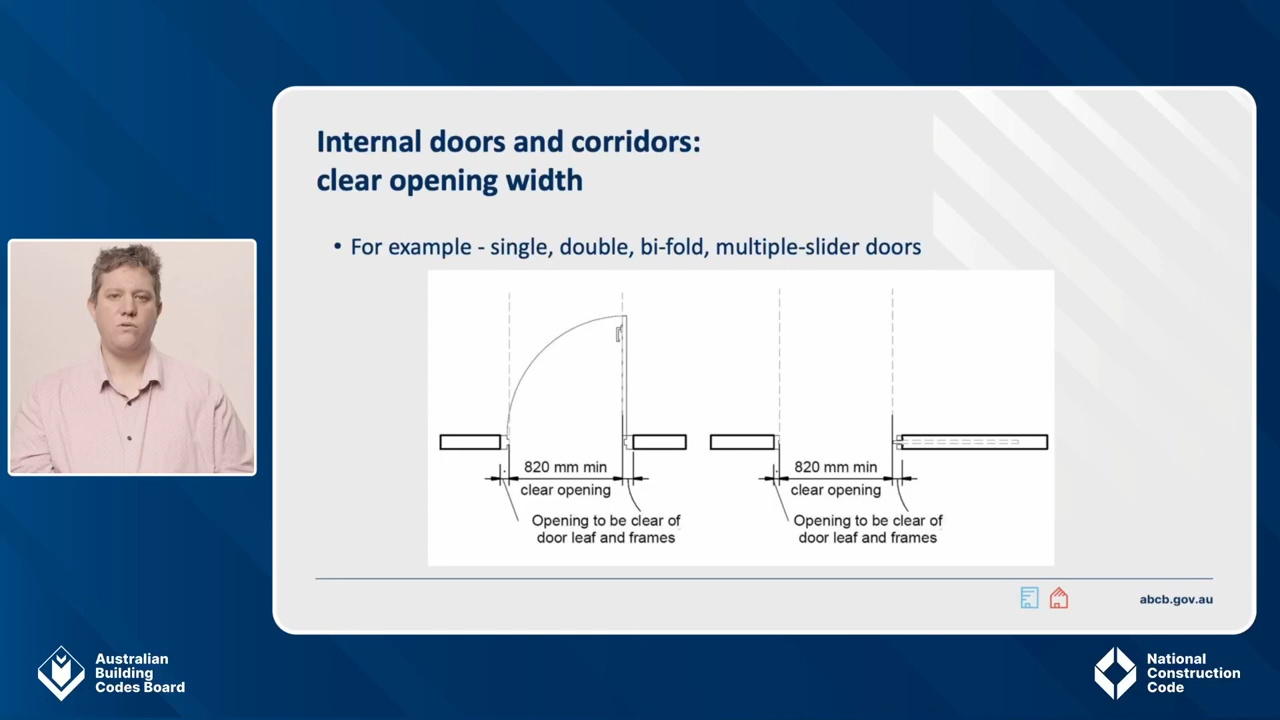 Internal doors and corridors:
clear opening width
• For example - single, double, bi-fold, multiple-slider doors
820 mm min
clear opening
Opening to be clear of
door leaf and frames
820 mm min
clear opening
Opening to be clear of
door leaf and frames
abcb.gov.au
Australian
Building
Codes Board
National
Construction
Code